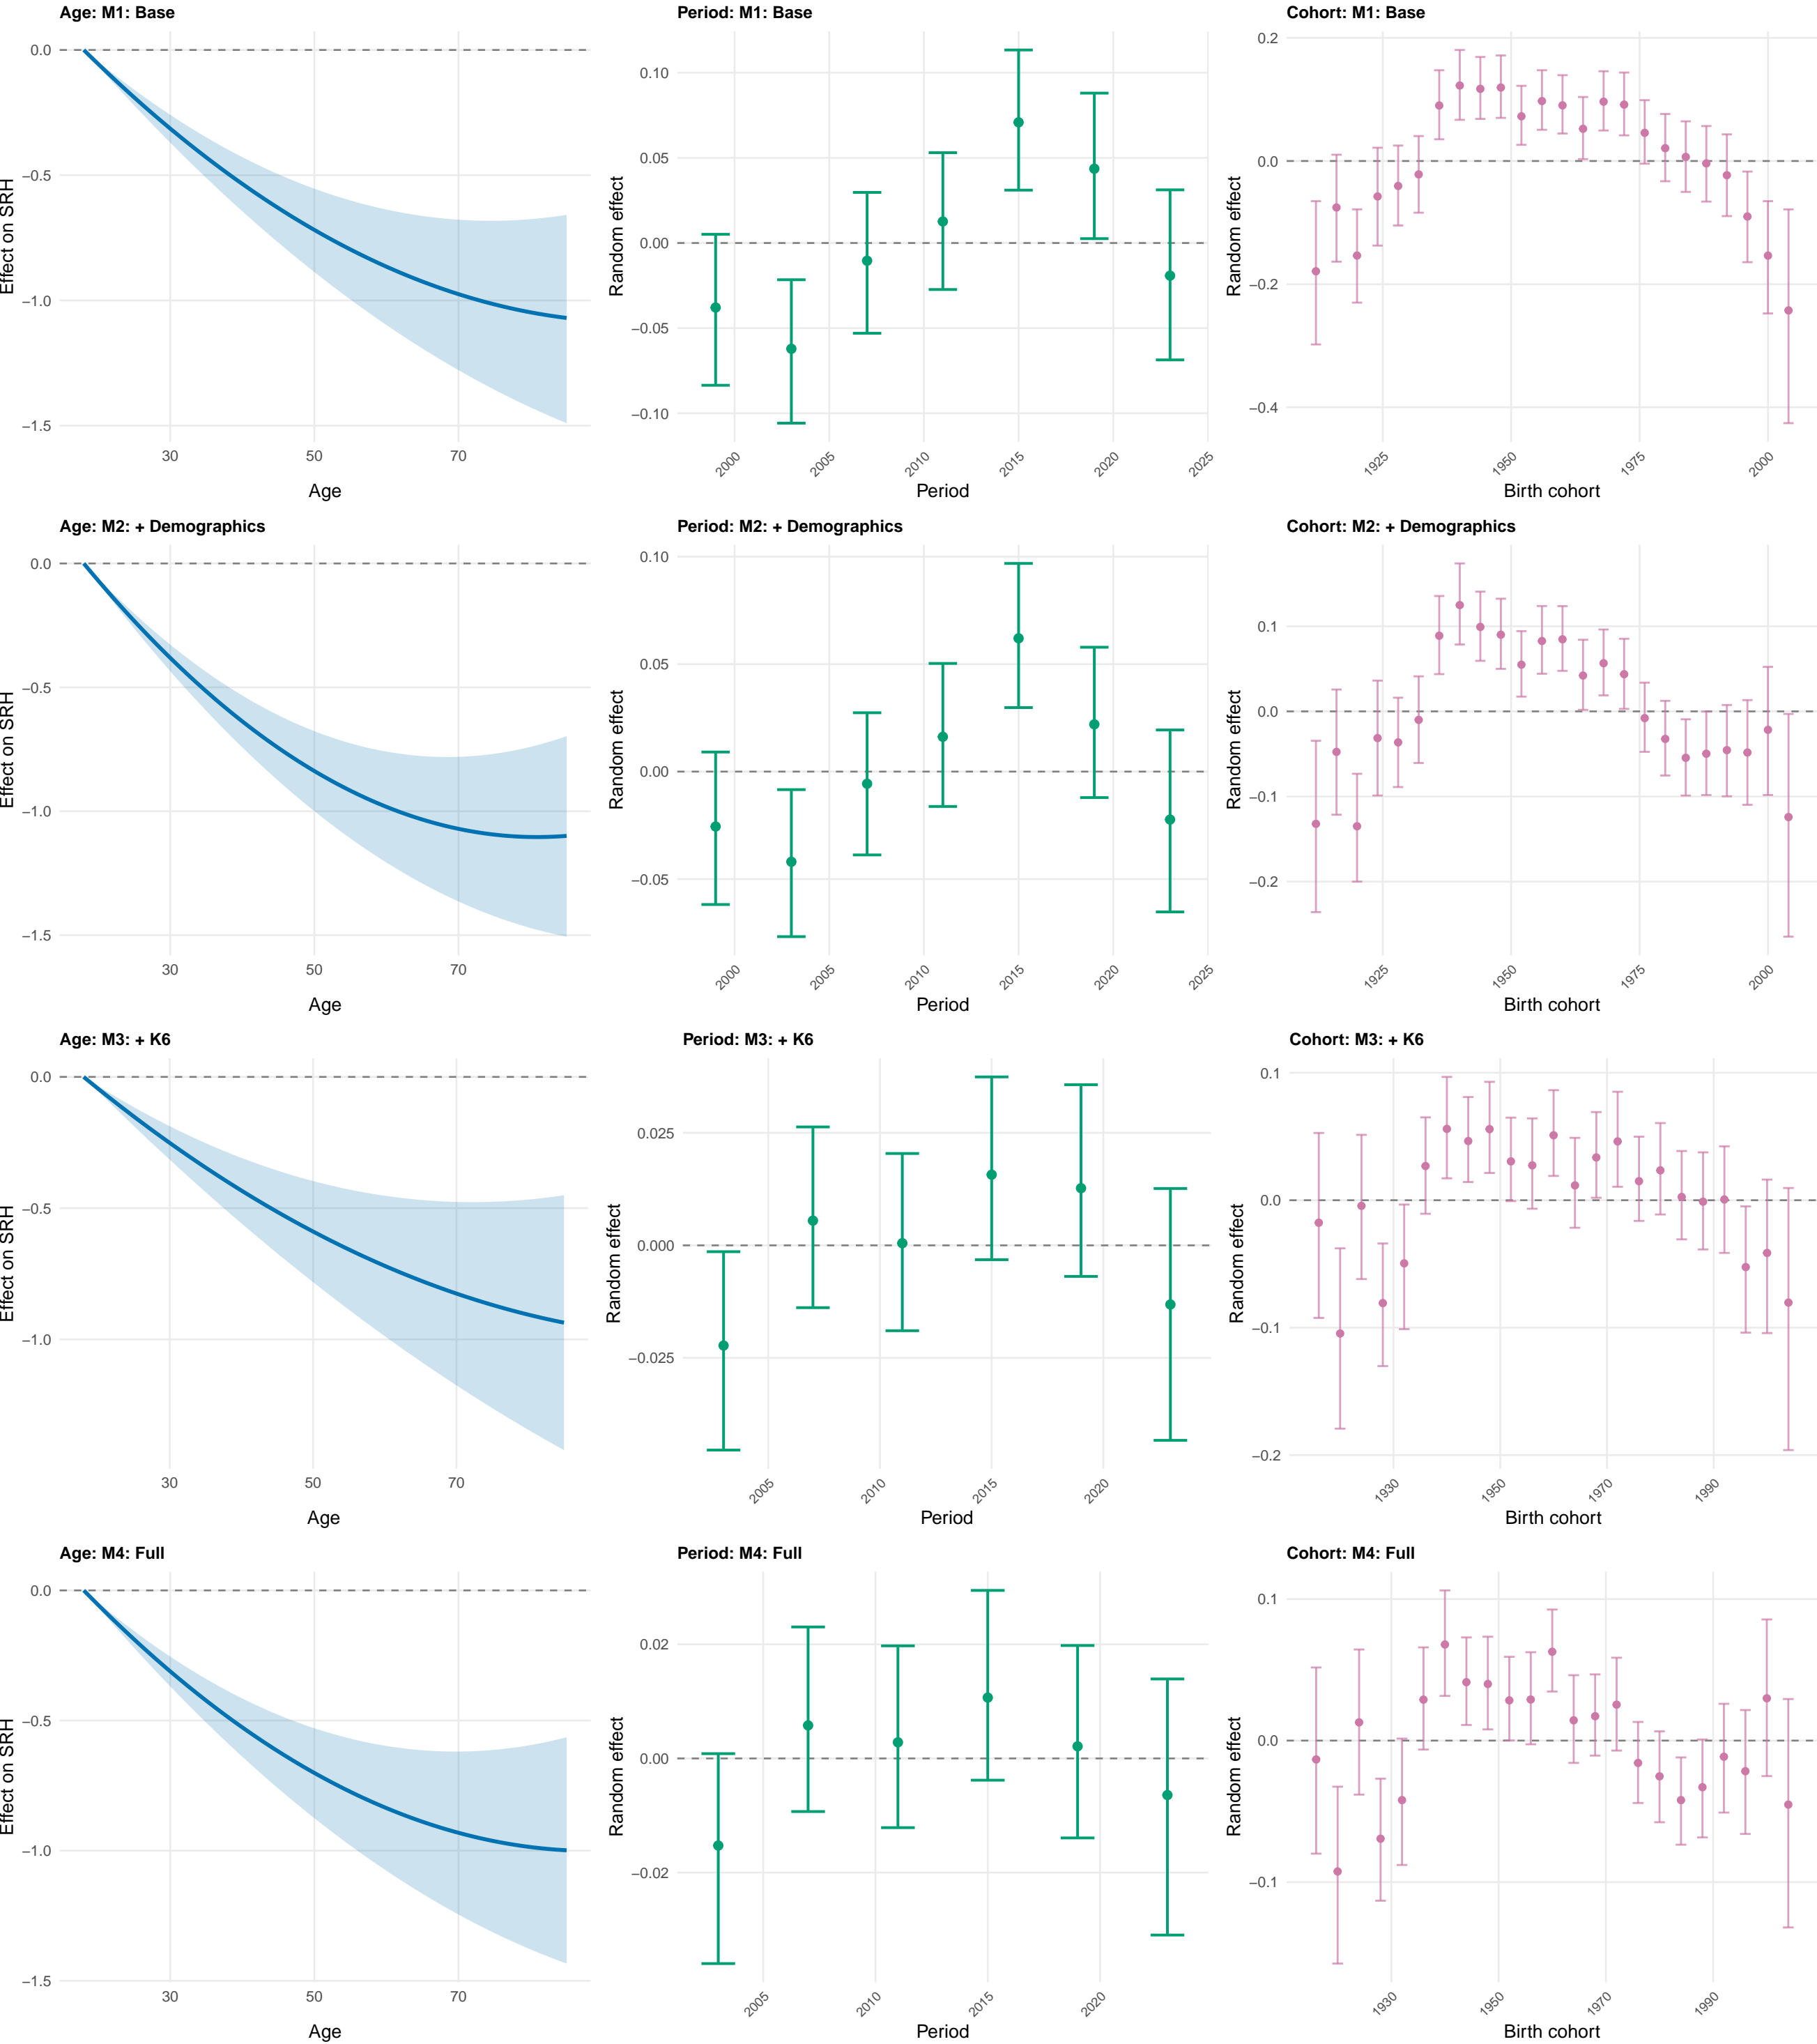 Age: M1: Base
Effect on SRH
0.0
−0.5
−1.0
−1.5
30 50 70
Age
Period: M1: Base
Random effect
0.10
0.05
0.00
−0.05
−0.10
2000 2005 2010 2015 2020 2025
Period
Cohort: M1: Base
Random effect
0.2
0.0
−0.2
−0.4
1925 1950 1975 2000
Birth cohort
Age: M2: + Demographics
Effect on SRH
0.0
−0.5
−1.0
−1.5
30 50 70
Age
Period: M2: + Demographics
Random effect
0.10
0.05
0.00
−0.05
2000 2005 2010 2015 2020 2025
Period
Cohort: M2: + Demographics
Random effect
0.1
0.0
−0.1
−0.2
1925 1950 1975 2000
Birth cohort
Age: M3: + K6
Effect on SRH
0.0
−0.5
−1.0
30 50 70
Age
Period: M3: + K6
Random effect
0.025
0.000
−0.025
2005 2010 2015 2020
Period
Cohort: M3: + K6
Random effect
0.1
0.0
−0.1
−0.2
1930 1950 1970 1990
Birth cohort
Age: M4: Full
Effect on SRH
0.0
−0.5
−1.0
−1.5
30 50 70
Age
Period: M4: Full
Random effect
0.02
0.00
−0.02
2005 2010 2015 2020
Period
Cohort: M4: Full
Random effect
0.1
0.0
−0.1
1930 1950 1970 1990
Birth cohort